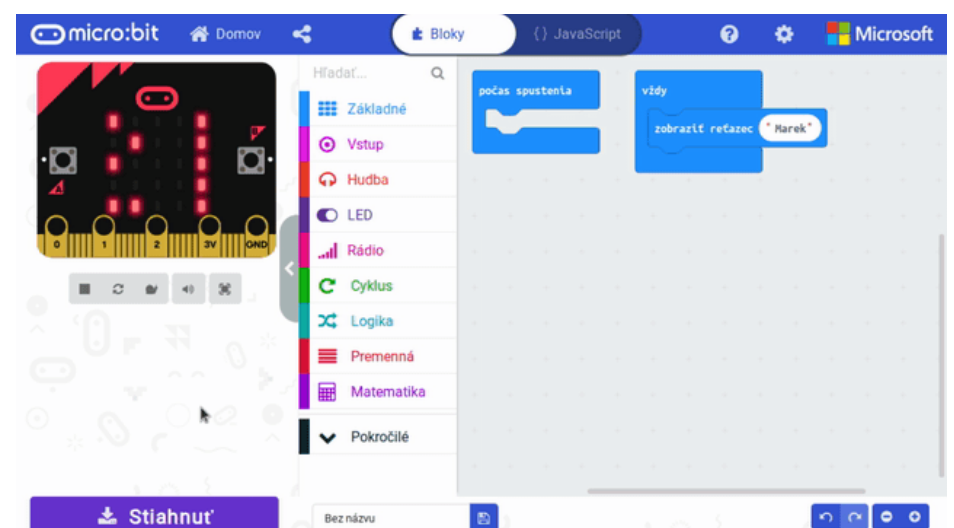 micro:bit Domov Bloky {} JavaScript Microsoft
Hľadať...
Základné
Vstup
Hudba
LED
Rádio
Cyklus
Logika
Premenná
Matematika
Pokročilé
počas spustenia
vždy
zobraziť reťazec "Marek"
B
A
0 1 2 3V GND
Stiahnuť
Bez názvu